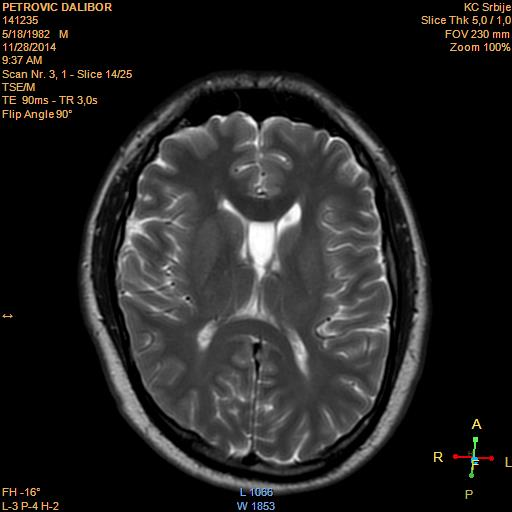 PETROVIC DALIBOR
141235
5/18/1982 M
11/28/2014
9:37 AM
Scan Nr. 3, 1 - Slice 14/25
TSE/M
TE 90ms - TR 3,0s
Flip Angle 90°
KC Srbije
Slice Thk 5,0 / 1,0
FOV 230 mm
Zoom 100%
A
R
L
P
FH -16°
L-3 P-4 H-2
L 1066
W 1853